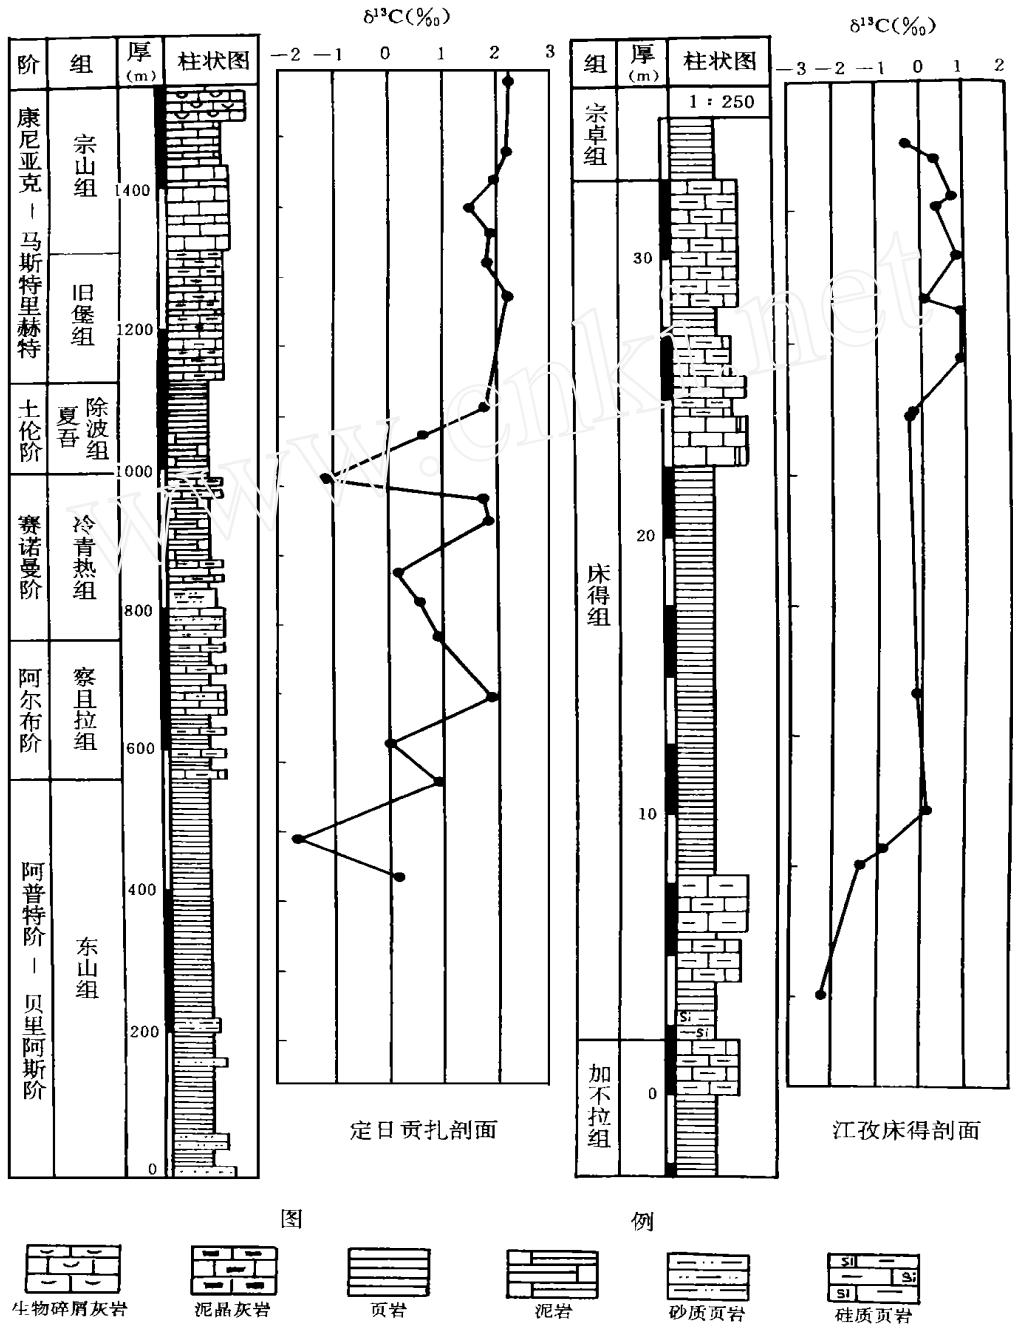 δ¹³C(‰)
阶 组 厚(m) 柱状图
−2 −1 0 1 2 3
康尼亚克－马斯特里赫特
宗山组
旧堡组
土伦阶
夏吾
除波组
赛诺曼阶
冷青热组
阿尔布阶
察且拉组
阿普特阶－贝里阿斯阶
东山组
1400
1200
1000
800
600
400
200
0
定日贡扎剖面
δ¹³C(‰)
组 厚(m) 柱状图
−3 −2 −1 0 1 2
1：250
宗卓组
床得组
加不拉组
30
20
10
0
Si
Si
江孜床得剖面
www.cnki.net
图 例
Si
Si
Si
生物碎屑灰岩 泥晶灰岩 页岩 泥岩 砂质页岩 硅质页岩